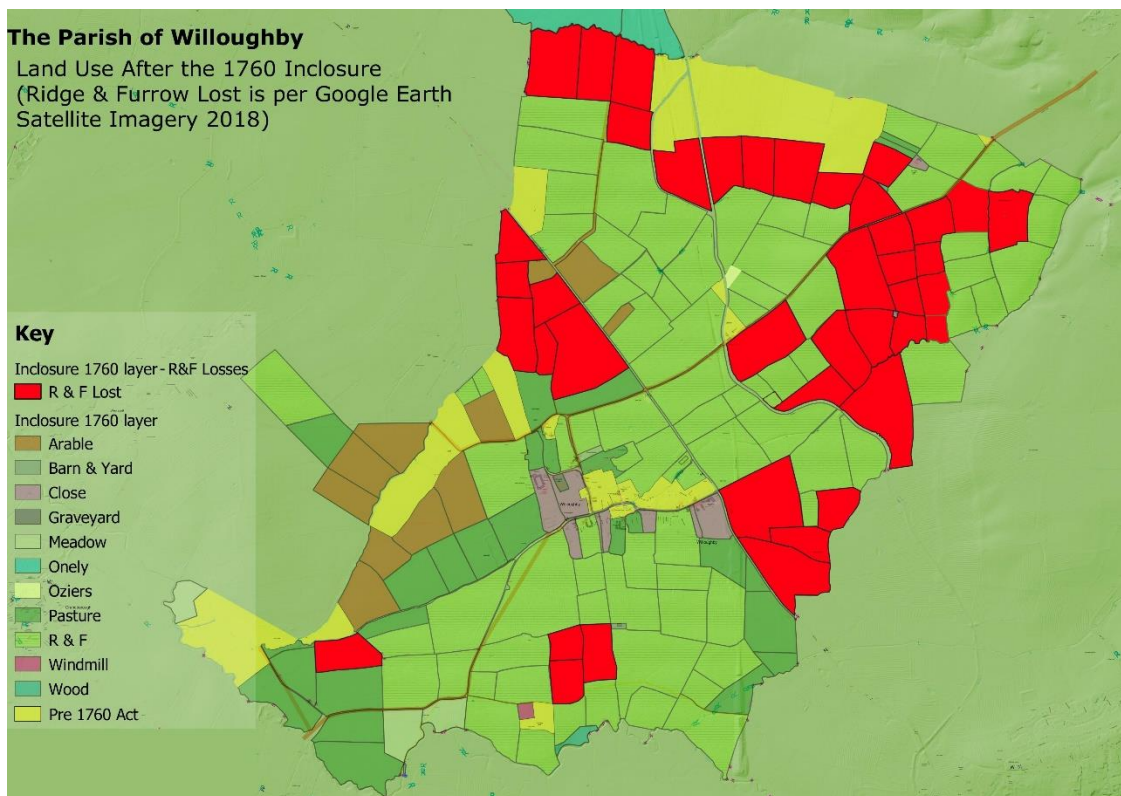 The Parish of Willoughby
Land Use After the 1760 Inclosure
(Ridge & Furrow Lost is per Google Earth
Satellite Imagery 2018)
Key
Inclosure 1760 layer - R&F Losses
R & F Lost
Inclosure 1760 layer
Arable
Barn & Yard
Close
Graveyard
Meadow
Onely
Oziers
Pasture
R & F
Windmill
Wood
Pre 1760 Act
Willoughby